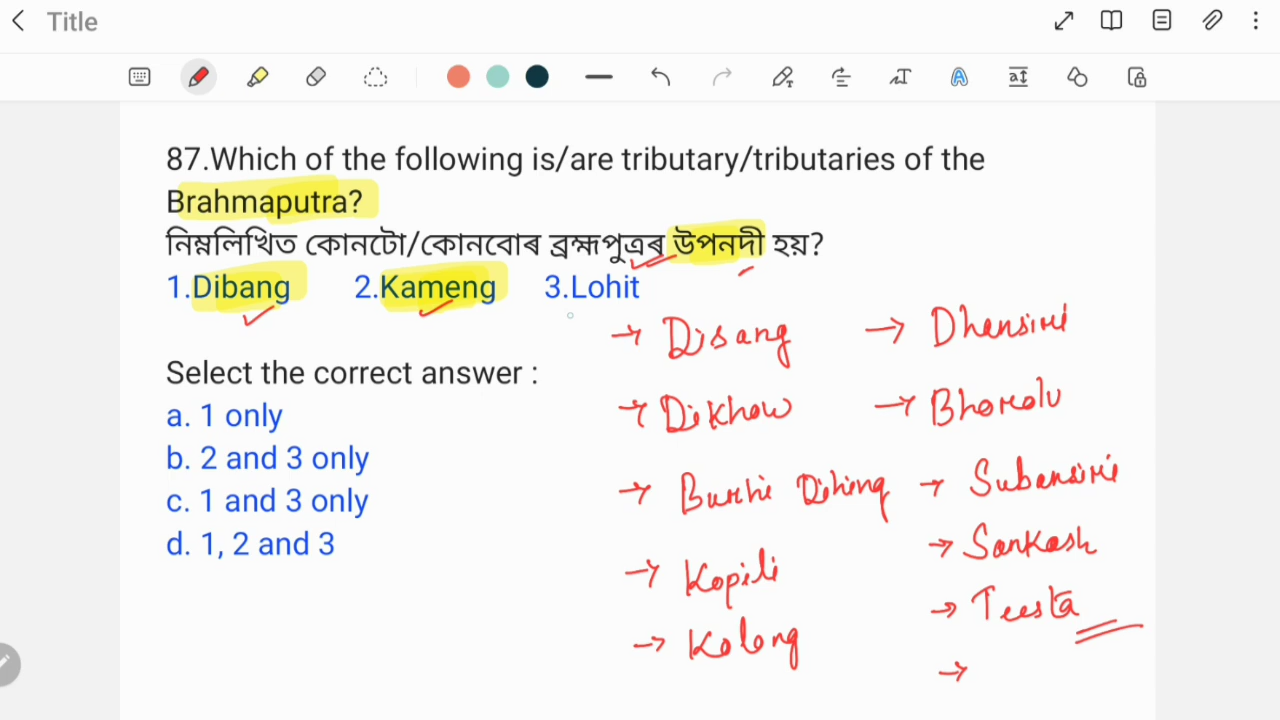 Title
87.Which of the following is/are tributary/tributaries of the
Brahmaputra?
নিম্নলিখিত কোনটো/কোনবোৰ ব্ৰহ্মপুত্ৰৰ উপনদী হয়?
1.Dibang 2.Kameng 3.Lohit
Select the correct answer :
a. 1 only
b. 2 and 3 only
c. 1 and 3 only
d. 1, 2 and 3
→ Disang
→ Dikhow
→ Burhi Dihing
→ Kopili
→ Kolong
→ Dhansiri
→ Bhorolu
→ Subansiri
→ Sankash
→ Teesta
→